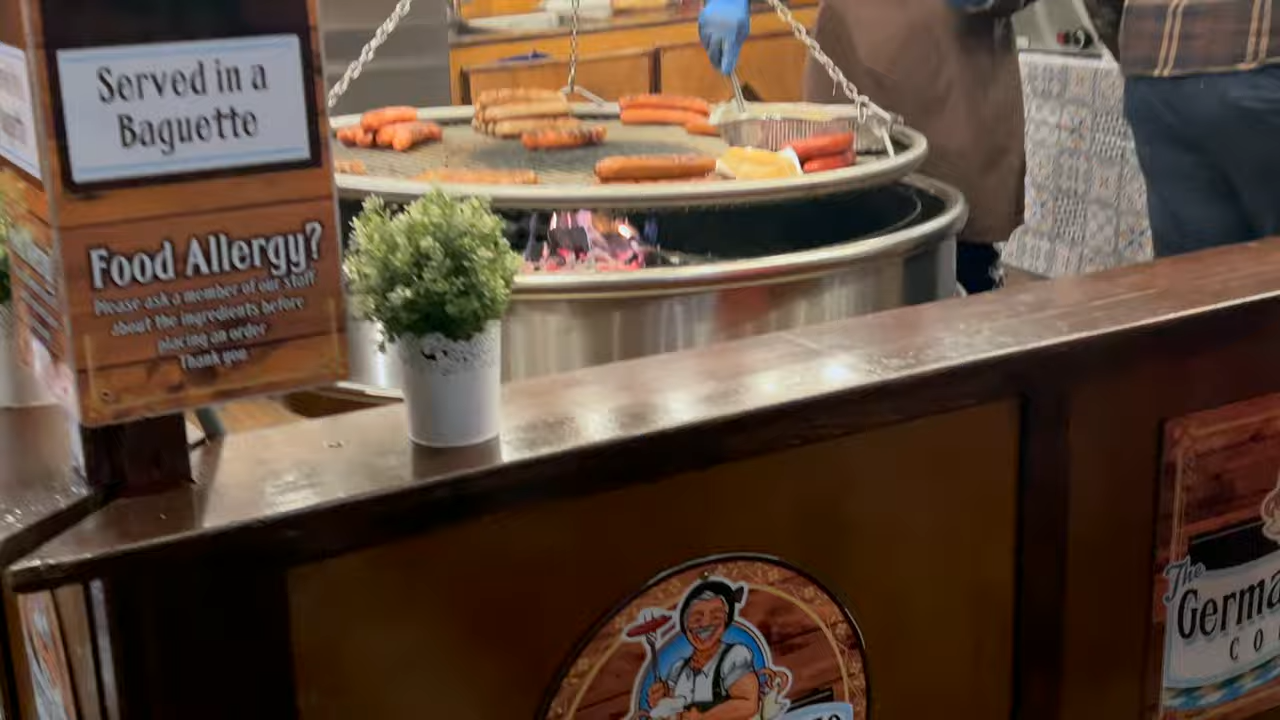 Served in a
Baguette
Food Allergy?
Please ask a member of our staff
about the ingredients before
placing an order
Thank you
The
CO